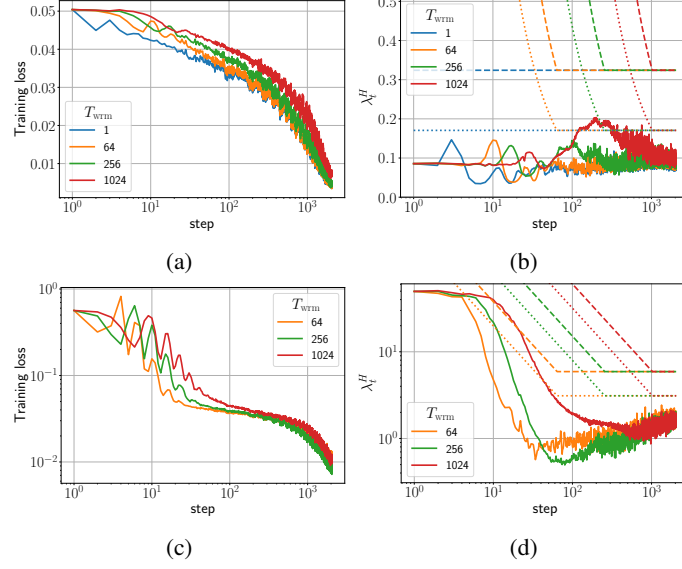 0.05
0.04
0.03
0.02
0.01
Training loss
T_wrm
1
64
256
1024
10^0
10^1
10^2
10^3
step
(a)
0.4
0.3
0.2
0.1
0.0
λ_t^H
T_wrm
1
64
256
1024
10^0
10^1
10^2
10^3
step
(b)
10^0
10^-1
10^-2
Training loss
T_wrm
64
256
1024
10^0
10^1
10^2
10^3
step
(c)
10^1
10^0
λ_t^H
T_wrm
64
256
1024
10^0
10^1
10^2
10^3
step
(d)